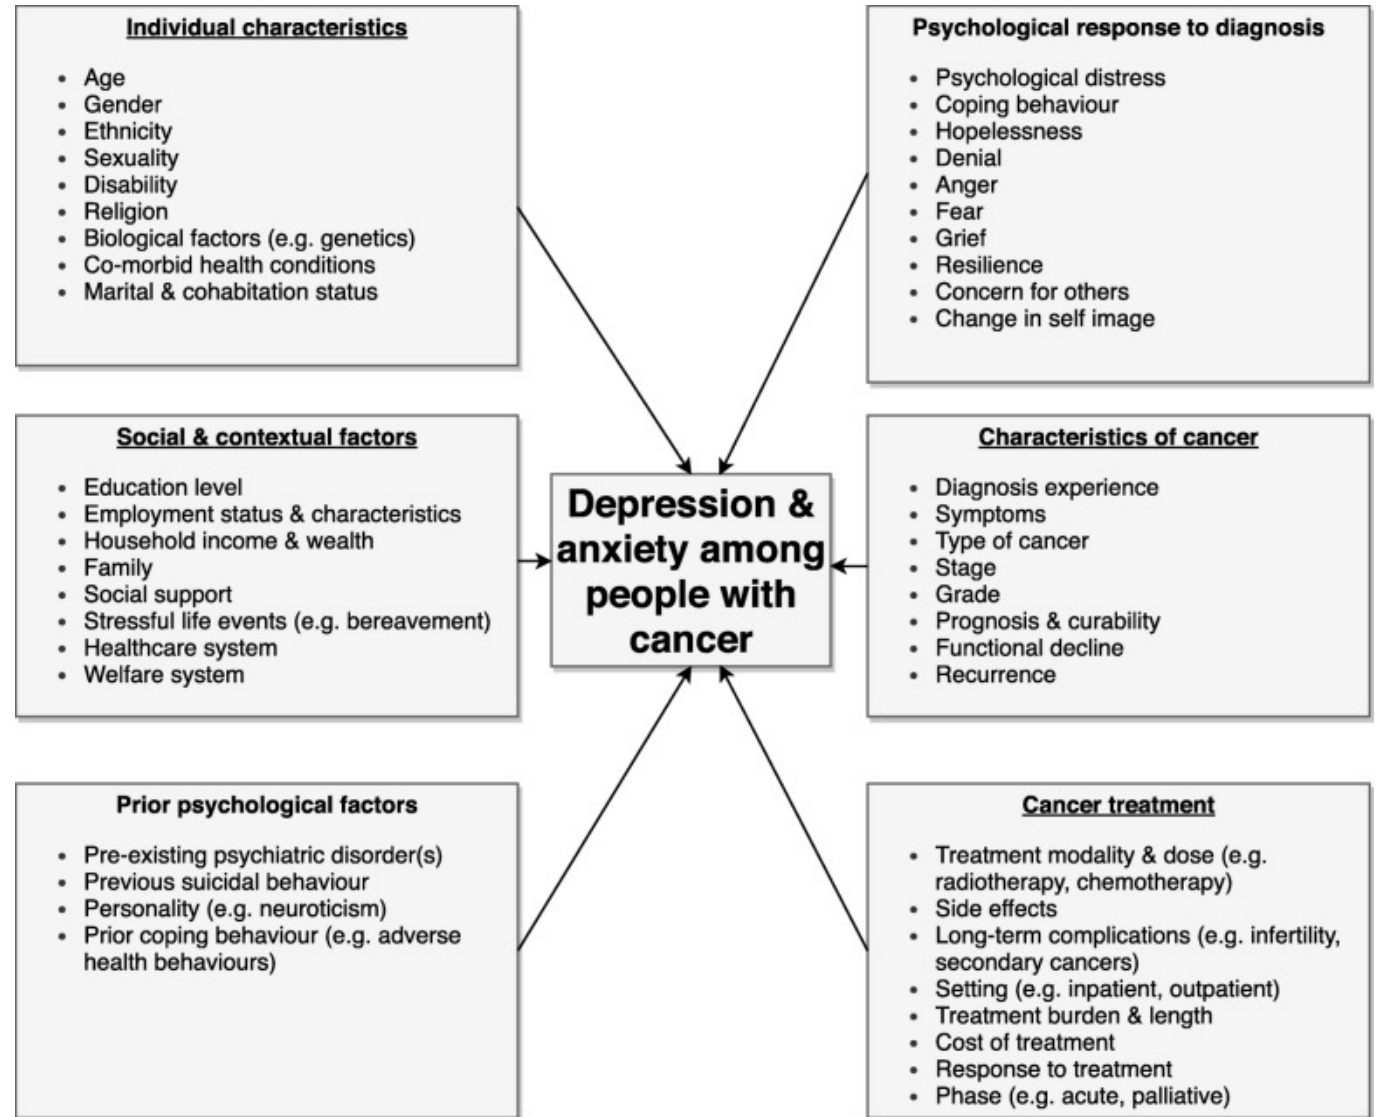 Individual characteristics
• Age
• Gender
• Ethnicity
• Sexuality
• Disability
• Religion
• Biological factors (e.g. genetics)
• Co-morbid health conditions
• Marital & cohabitation status
Psychological response to diagnosis
• Psychological distress
• Coping behaviour
• Hopelessness
• Denial
• Anger
• Fear
• Grief
• Resilience
• Concern for others
• Change in self image
Social & contextual factors
• Education level
• Employment status & characteristics
• Household income & wealth
• Family
• Social support
• Stressful life events (e.g. bereavement)
• Healthcare system
• Welfare system
Depression &
anxiety among
people with
cancer
Characteristics of cancer
• Diagnosis experience
• Symptoms
• Type of cancer
• Stage
• Grade
• Prognosis & curability
• Functional decline
• Recurrence
Prior psychological factors
• Pre-existing psychiatric disorder(s)
• Previous suicidal behaviour
• Personality (e.g. neuroticism)
• Prior coping behaviour (e.g. adverse
health behaviours)
Cancer treatment
• Treatment modality & dose (e.g.
radiotherapy, chemotherapy)
• Side effects
• Long-term complications (e.g. infertility,
secondary cancers)
• Setting (e.g. inpatient, outpatient)
• Treatment burden & length
• Cost of treatment
• Response to treatment
• Phase (e.g. acute, palliative)